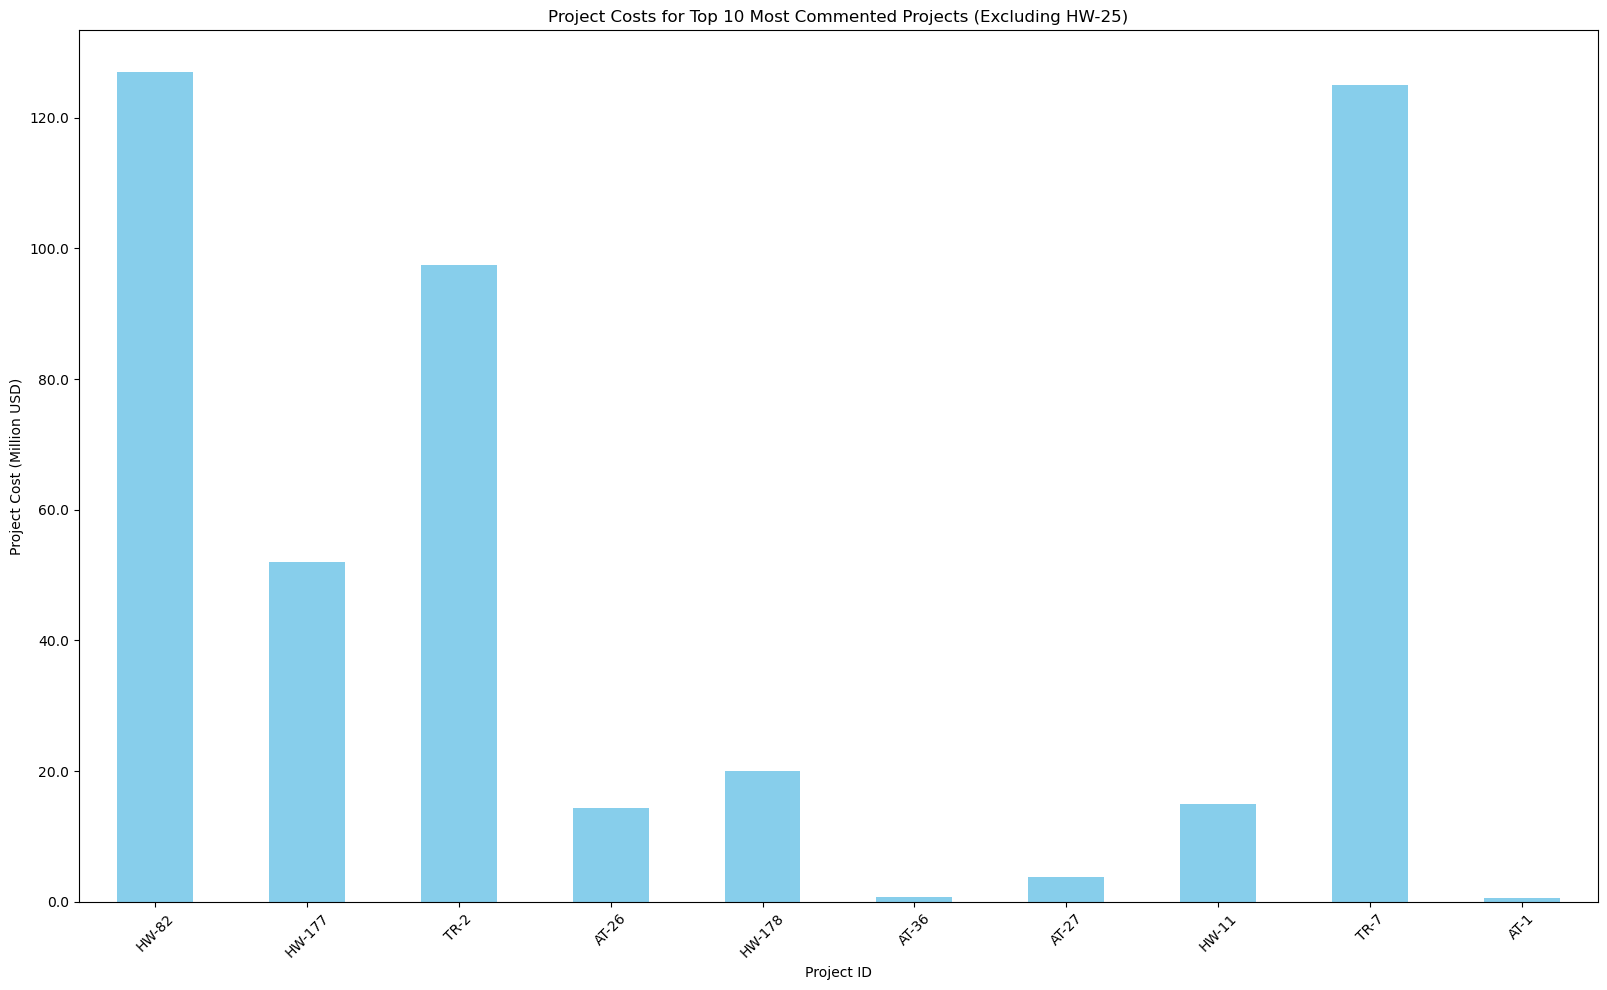 Project Costs for Top 10 Most Commented Projects (Excluding HW-25)
Project Cost (Million USD)
120.0
100.0
80.0
60.0
40.0
20.0
0.0
HW-82
HW-177
TR-2
AT-26
HW-178
AT-36
AT-27
HW-11
TR-7
AT-1
Project ID